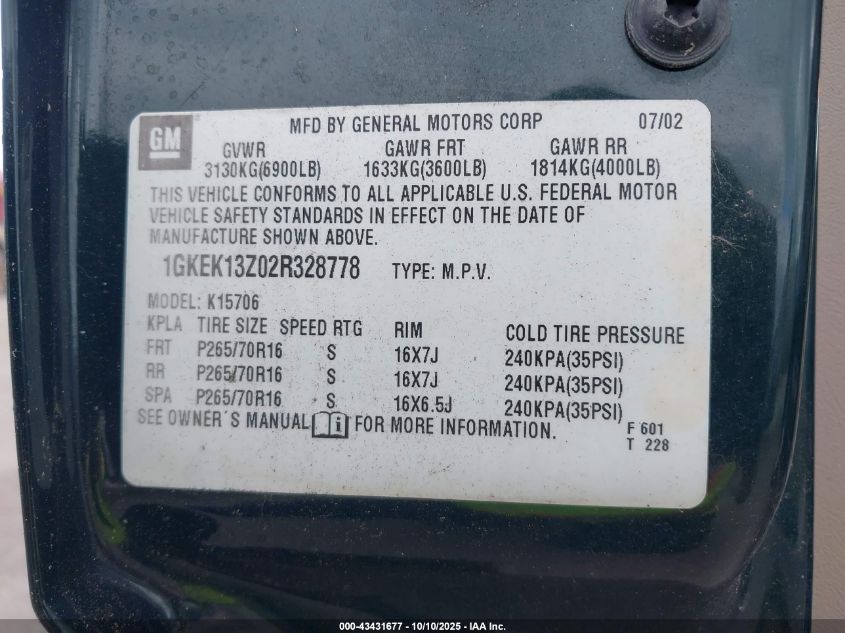 GM
MFD BY GENERAL MOTORS CORP 07/02
GVWR GAWR FRT GAWR RR
3130KG(6900LB) 1633KG(3600LB) 1814KG(4000LB)
THIS VEHICLE CONFORMS TO ALL APPLICABLE U.S. FEDERAL MOTOR
VEHICLE SAFETY STANDARDS IN EFFECT ON THE DATE OF
MANUFACTURE SHOWN ABOVE.
1GKEK13Z02R328778 TYPE: M.P.V.
MODEL: K15706
KPLA TIRE SIZE SPEED RTG RIM COLD TIRE PRESSURE
FRT P265/70R16 S 16X7J 240KPA(35PSI)
RR P265/70R16 S 16X7J 240KPA(35PSI)
SPA P265/70R16 S 16X6.5J 240KPA(35PSI)
SEE OWNER'S MANUAL i FOR MORE INFORMATION.
F 601
T 228
000-43431677 - 10/10/2025 - IAA Inc.